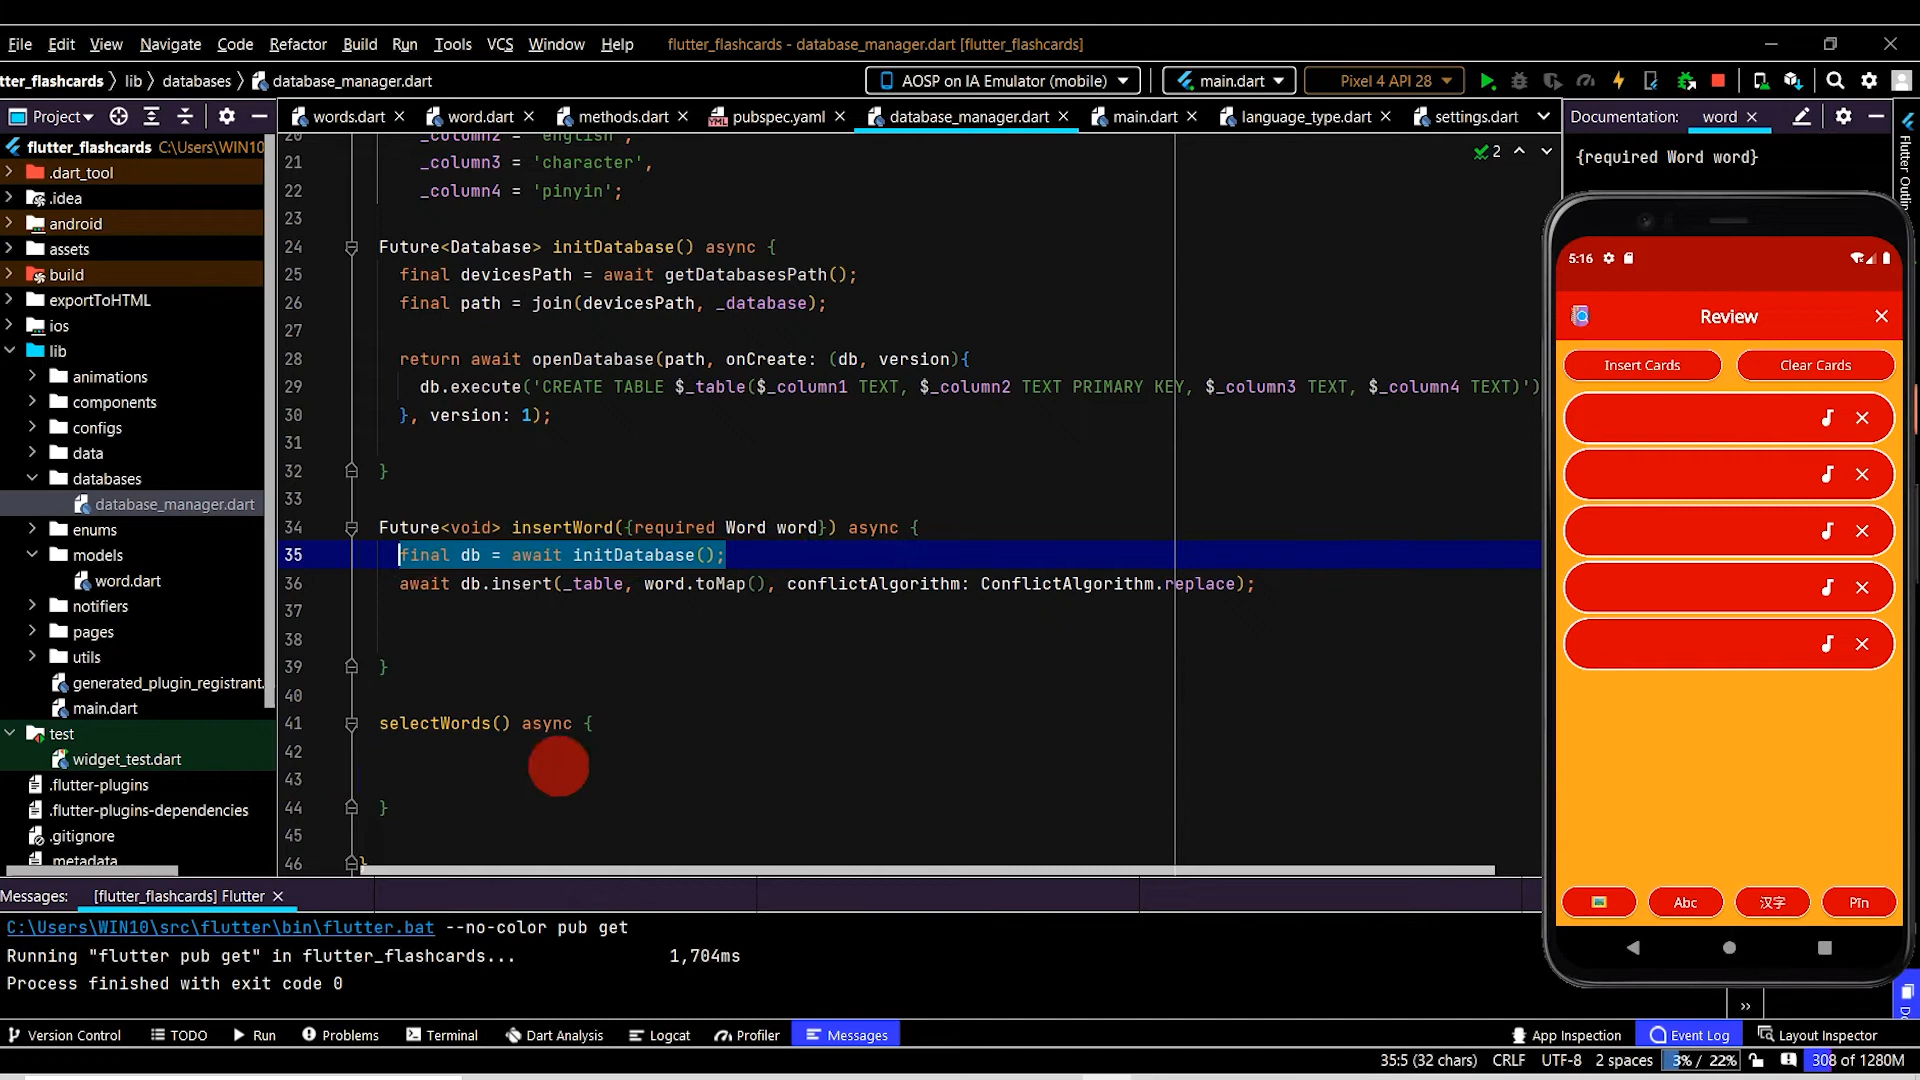 File Edit View Navigate Code Refactor Build Run Tools VCS Window Help flutter_flashcards - database_manager.dart [flutter_flashcards]
tter_flashcards lib databases database_manager.dart AOSP on IA Emulator (mobile) main.dart Pixel 4 API 28
Project words.dart word.dart methods.dart pubspec.yaml database_manager.dart main.dart language_type.dart settings.dart Documentation: word
flutter_flashcards C:\Users\WIN10
.dart_tool
.idea
android
assets
build
exportToHTML
ios
lib
animations
components
configs
data
databases
database_manager.dart
enums
models
word.dart
notifiers
pages
utils
generated_plugin_registrant.
main.dart
test
widget_test.dart
.flutter-plugins
.flutter-plugins-dependencies
.gitignore
.metadata
20 _column2 = 'english',
21 _column3 = 'character',
22 _column4 = 'pinyin';
23
24 Future<Database> initDatabase() async {
25 final devicesPath = await getDatabasesPath();
26 final path = join(devicesPath, _database);
27
28 return await openDatabase(path, onCreate: (db, version){
29 db.execute('CREATE TABLE $_table($_column1 TEXT, $_column2 TEXT PRIMARY KEY, $_column3 TEXT, $_column4 TEXT)')
30 }, version: 1);
31
32 }
33
34 Future<void> insertWord({required Word word}) async {
35 final db = await initDatabase();
36 await db.insert(_table, word.toMap(), conflictAlgorithm: ConflictAlgorithm.replace);
37
38
39 }
40
41 selectWords() async {
42
43
44 }
45
46 }
2
{required Word word}
Flutter Outlin
5:16
Review
Insert Cards Clear Cards
Abc 汉字 Pīn
Messages: [flutter_flashcards] Flutter
C:\Users\WIN10\src\flutter\bin\flutter.bat --no-color pub get
Running "flutter pub get" in flutter_flashcards... 1,704ms
Process finished with exit code 0
Version Control TODO Run Problems Terminal Dart Analysis Logcat Profiler Messages App Inspection Event Log Layout Inspector
35:5 (32 chars) CRLF UTF-8 2 spaces 3% / 22% 308 of 1280M